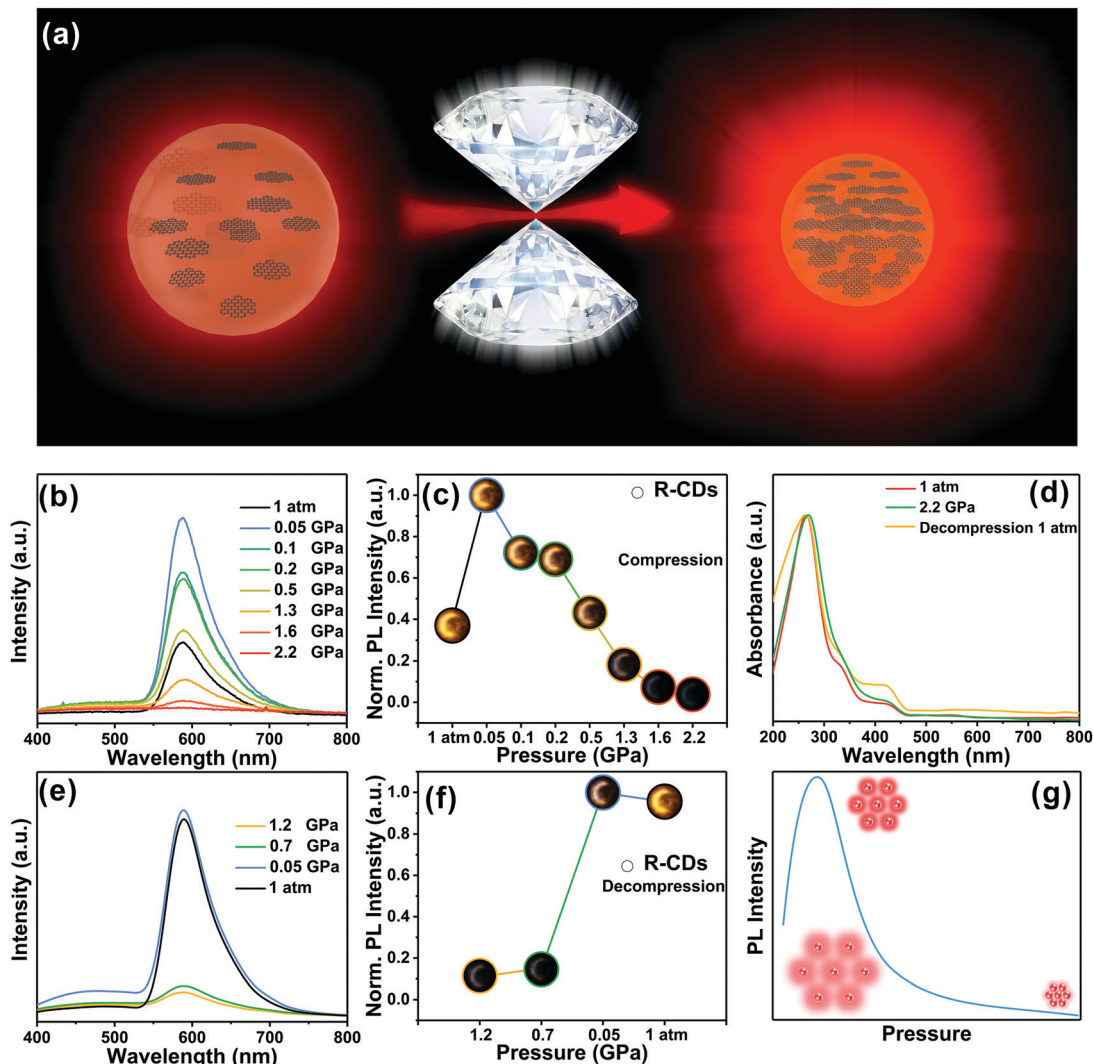 (a)
(b)
1 atm
0.05 GPa
0.1 GPa
0.2 GPa
0.5 GPa
1.3 GPa
1.6 GPa
2.2 GPa
Intensity (a.u.)
400 500 600 700 800
Wavelength (nm)
(c)
R-CDs
Compression
Norm. PL Intensity (a.u.)
1.0
0.8
0.6
0.4
0.2
0.0
1 atm 0.05 0.1 0.2 0.5 1.3 1.6 2.2
Pressure (GPa)
(d)
1 atm
2.2 GPa
Decompression 1 atm
Absorbance (a.u.)
200 300 400 500 600 700 800
Wavelength (nm)
(e)
1.2 GPa
0.7 GPa
0.05 GPa
1 atm
Intensity (a.u.)
400 500 600 700 800
Wavelength (nm)
(f)
R-CDs
Decompression
Norm. PL Intensity (a.u.)
1.0
0.8
0.6
0.4
0.2
0.0
1.2 0.7 0.05 1 atm
Pressure (GPa)
(g)
PL Intensity
Pressure